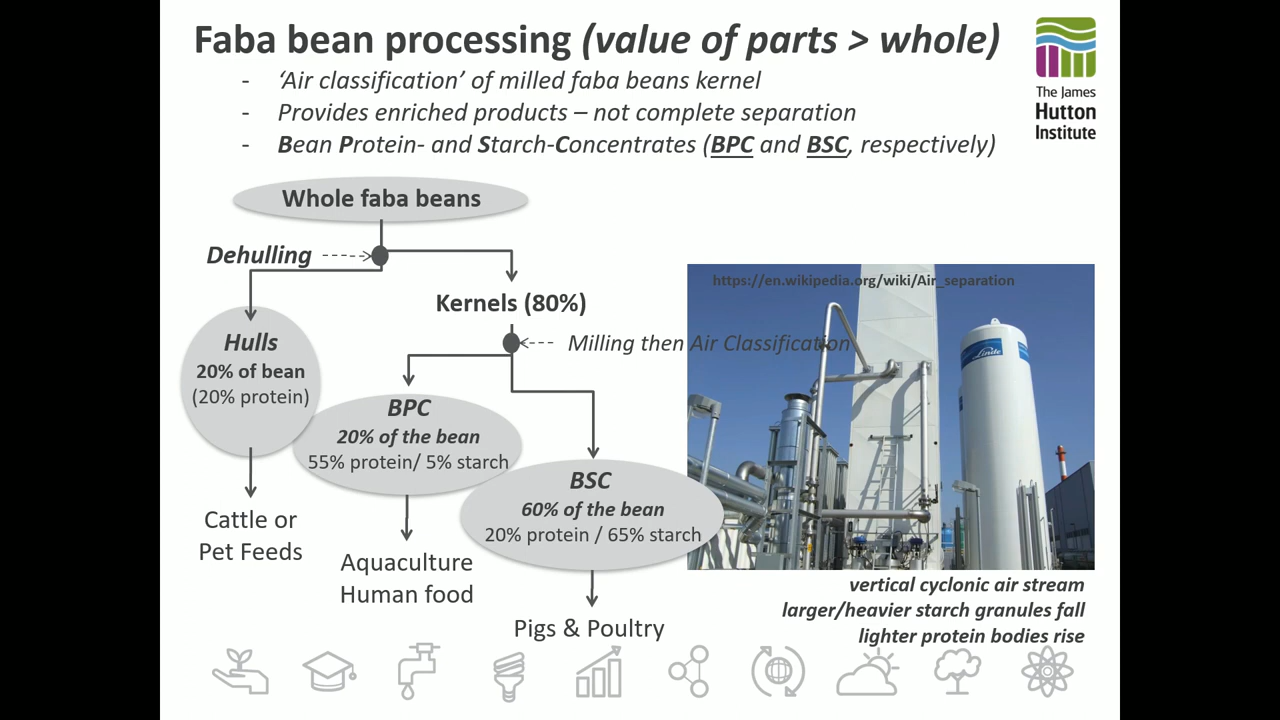 Faba bean processing (value of parts > whole)
- ‘Air classification’ of milled faba beans kernel
- Provides enriched products – not complete separation
- Bean Protein- and Starch-Concentrates (BPC and BSC, respectively)
The James
Hutton
Institute
Whole faba beans
Dehulling
Kernels (80%)
https://en.wikipedia.org/wiki/Air_separation
Milling then Air Classification
Hulls
20% of bean
(20% protein)
BPC
20% of the bean
55% protein/ 5% starch
BSC
60% of the bean
20% protein / 65% starch
Linde
Cattle or
Pet Feeds
Aquaculture
Human food
Pigs & Poultry
vertical cyclonic air stream
larger/heavier starch granules fall
lighter protein bodies rise